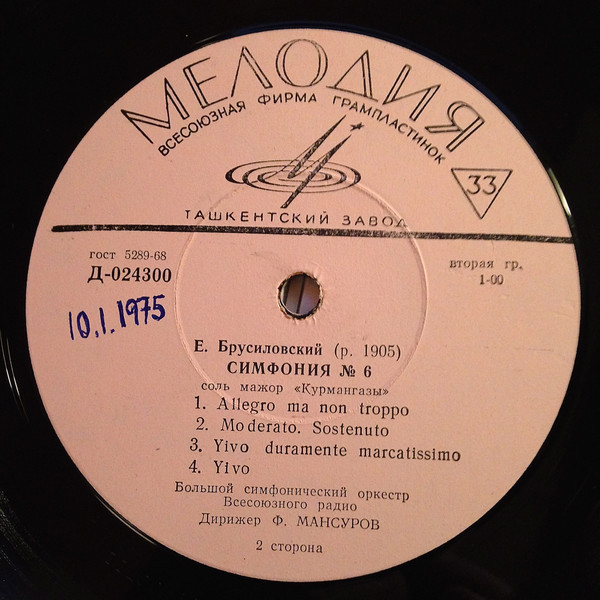 МЕЛОДИЯ
ВСЕСОЮЗНАЯ ФИРМА ГРАМПЛАСТИНОК
33
ТАШКЕНТСКИЙ ЗАВОД
гост 5289-68
Д-024300
вторая гр.
1-00
10.1.1975
Е. Брусиловский (р. 1905)
СИМФОНИЯ № 6
соль мажор «Курмангазы»
1. Allegro ma non troppo
2. Moderato. Sostenuto
3. Yivo duramente marcatissimo
4. Yivo
Большой симфонический оркестр
Всесоюзного радио
Дирижер Ф. МАНСУРОВ
2 сторона